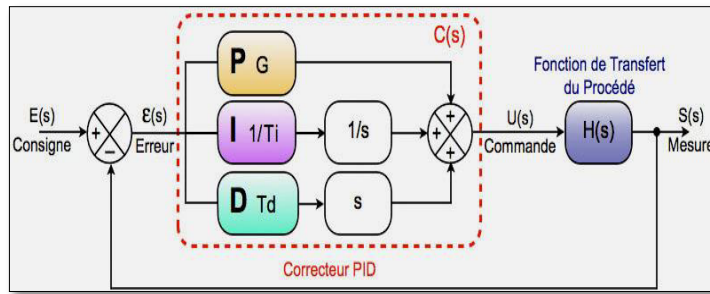 C(s)
P G
Fonction de Transfert
du Procédé
E(s)
Consigne
+
−
ε(s)
Erreur
I 1/Ti
1/s
+
+
+
U(s)
Commande
H(s)
S(s)
Mesure
D Td
s
Correcteur PID